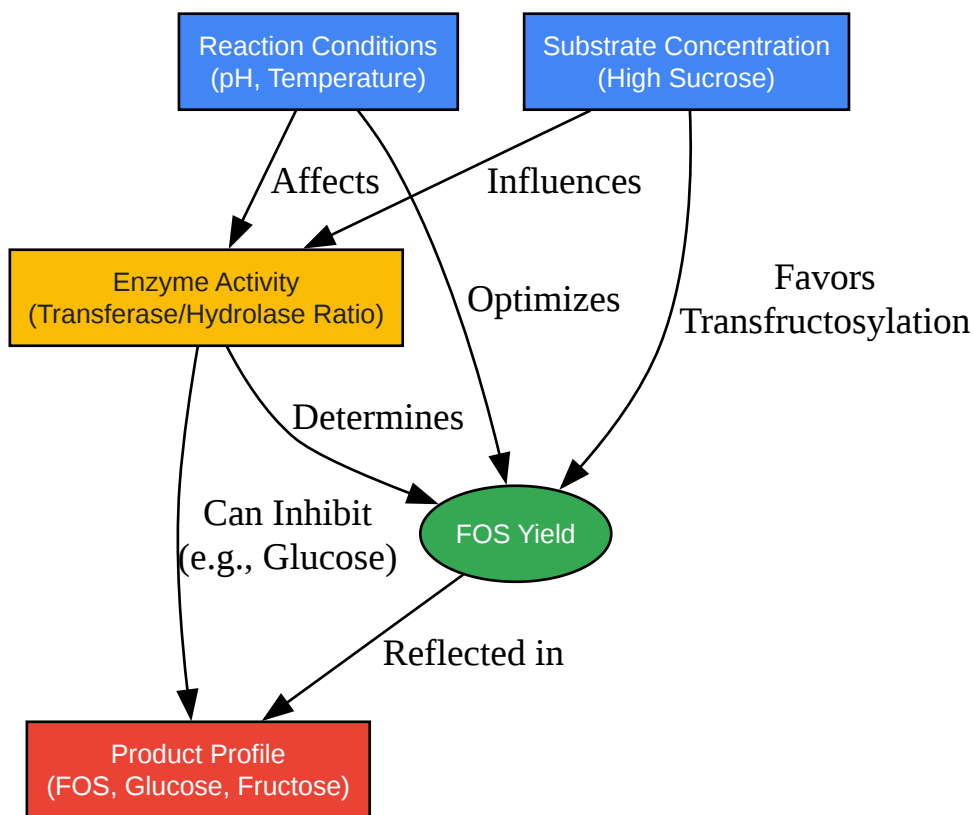 Reaction Conditions
(pH, Temperature)
Substrate Concentration
(High Sucrose)
Affects
Influences
Enzyme Activity
(Transferase/Hydrolase Ratio)
Optimizes
Favors
Transfructosylation
Determines
Can Inhibit
(e.g., Glucose)
FOS Yield
Reflected in
Product Profile
(FOS, Glucose, Fructose)